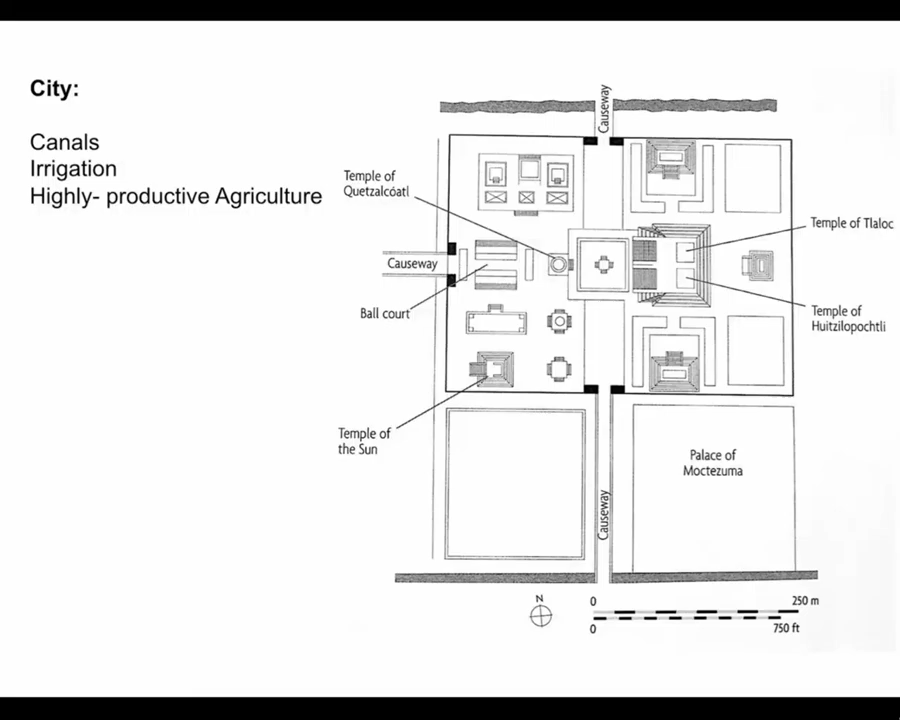 City:
Canals
Irrigation
Highly- productive Agriculture
Causeway
Temple of
Quetzalcóatl
Temple of Tlaloc
Causeway
Ball court
Temple of
Huitzilopochtli
Temple of
the Sun
Palace of
Moctezuma
Causeway
N
0 250 m
0 750 ft